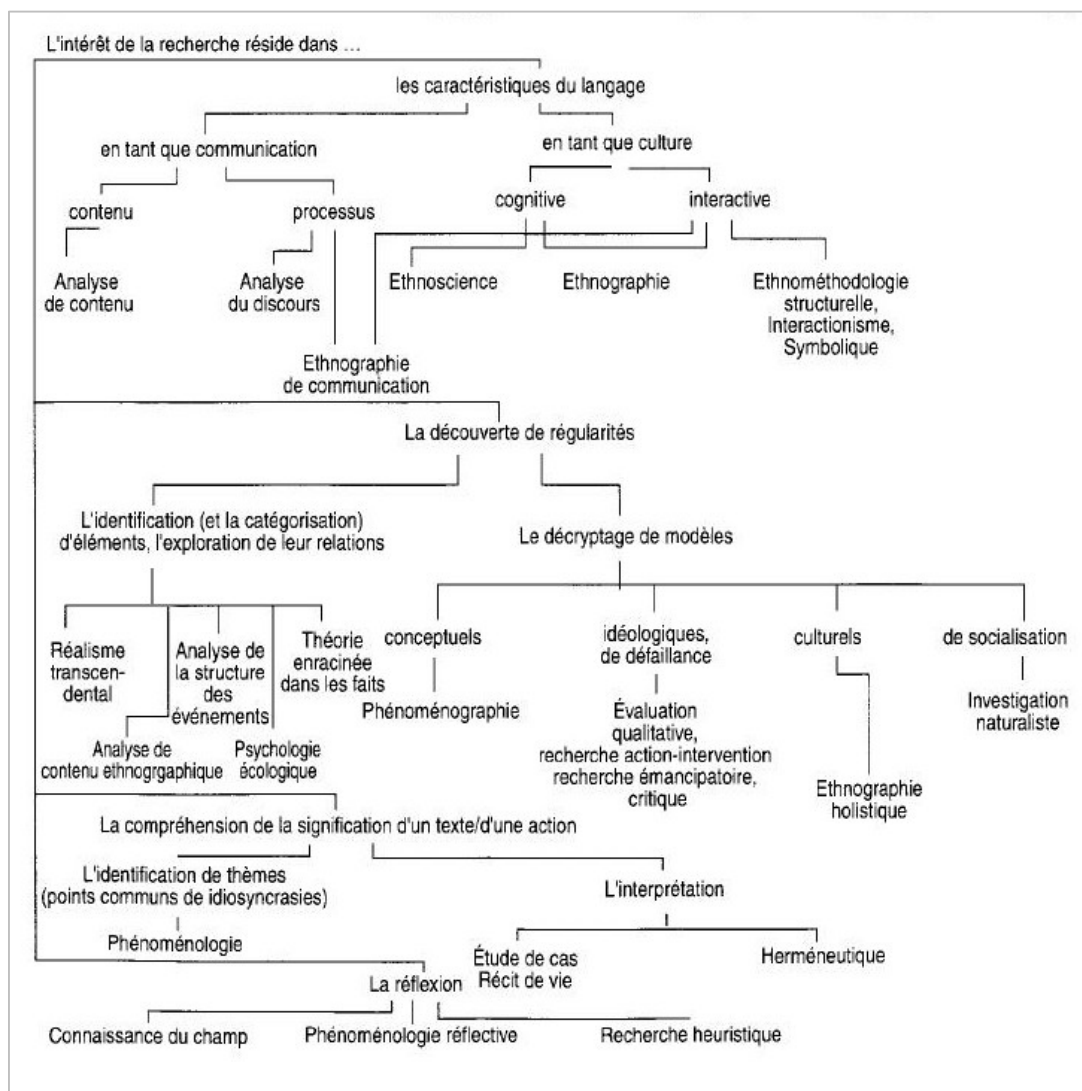 L'intérêt de la recherche réside dans ...
les caractéristiques du langage
en tant que communication
en tant que culture
contenu
processus
cognitive
interactive
Analyse
de contenu
Analyse
du discours
Ethnoscience
Ethnographie
Ethnométhodologie
structurelle,
Interactionisme,
Symbolique
Ethnographie
de communication
La découverte de régularités
L'identification (et la catégorisation)
d'éléments, l'exploration de leur relations
Le décryptage de modèles
Réalisme
transcen-
dental
Analyse de
la structure
des
événements
Théorie
enracinée
dans les faits
Analyse de
contenu ethnogrgaphique
Psychologie
écologique
conceptuels
Phénoménographie
idéologiques,
de défaillance
Évaluation
qualitative,
recherche action-intervention
recherche émancipatoire,
critique
culturels
Ethnographie
holistique
de socialisation
Investigation
naturaliste
La compréhension de la signification d'un texte/d'une action
L'identification de thèmes
(points communs de idiosyncrasies)
L'interprétation
Phénoménologie
Étude de cas
Récit de vie
Herméneutique
La réflexion
Connaissance du champ
Phénoménologie réflective
Recherche heuristique